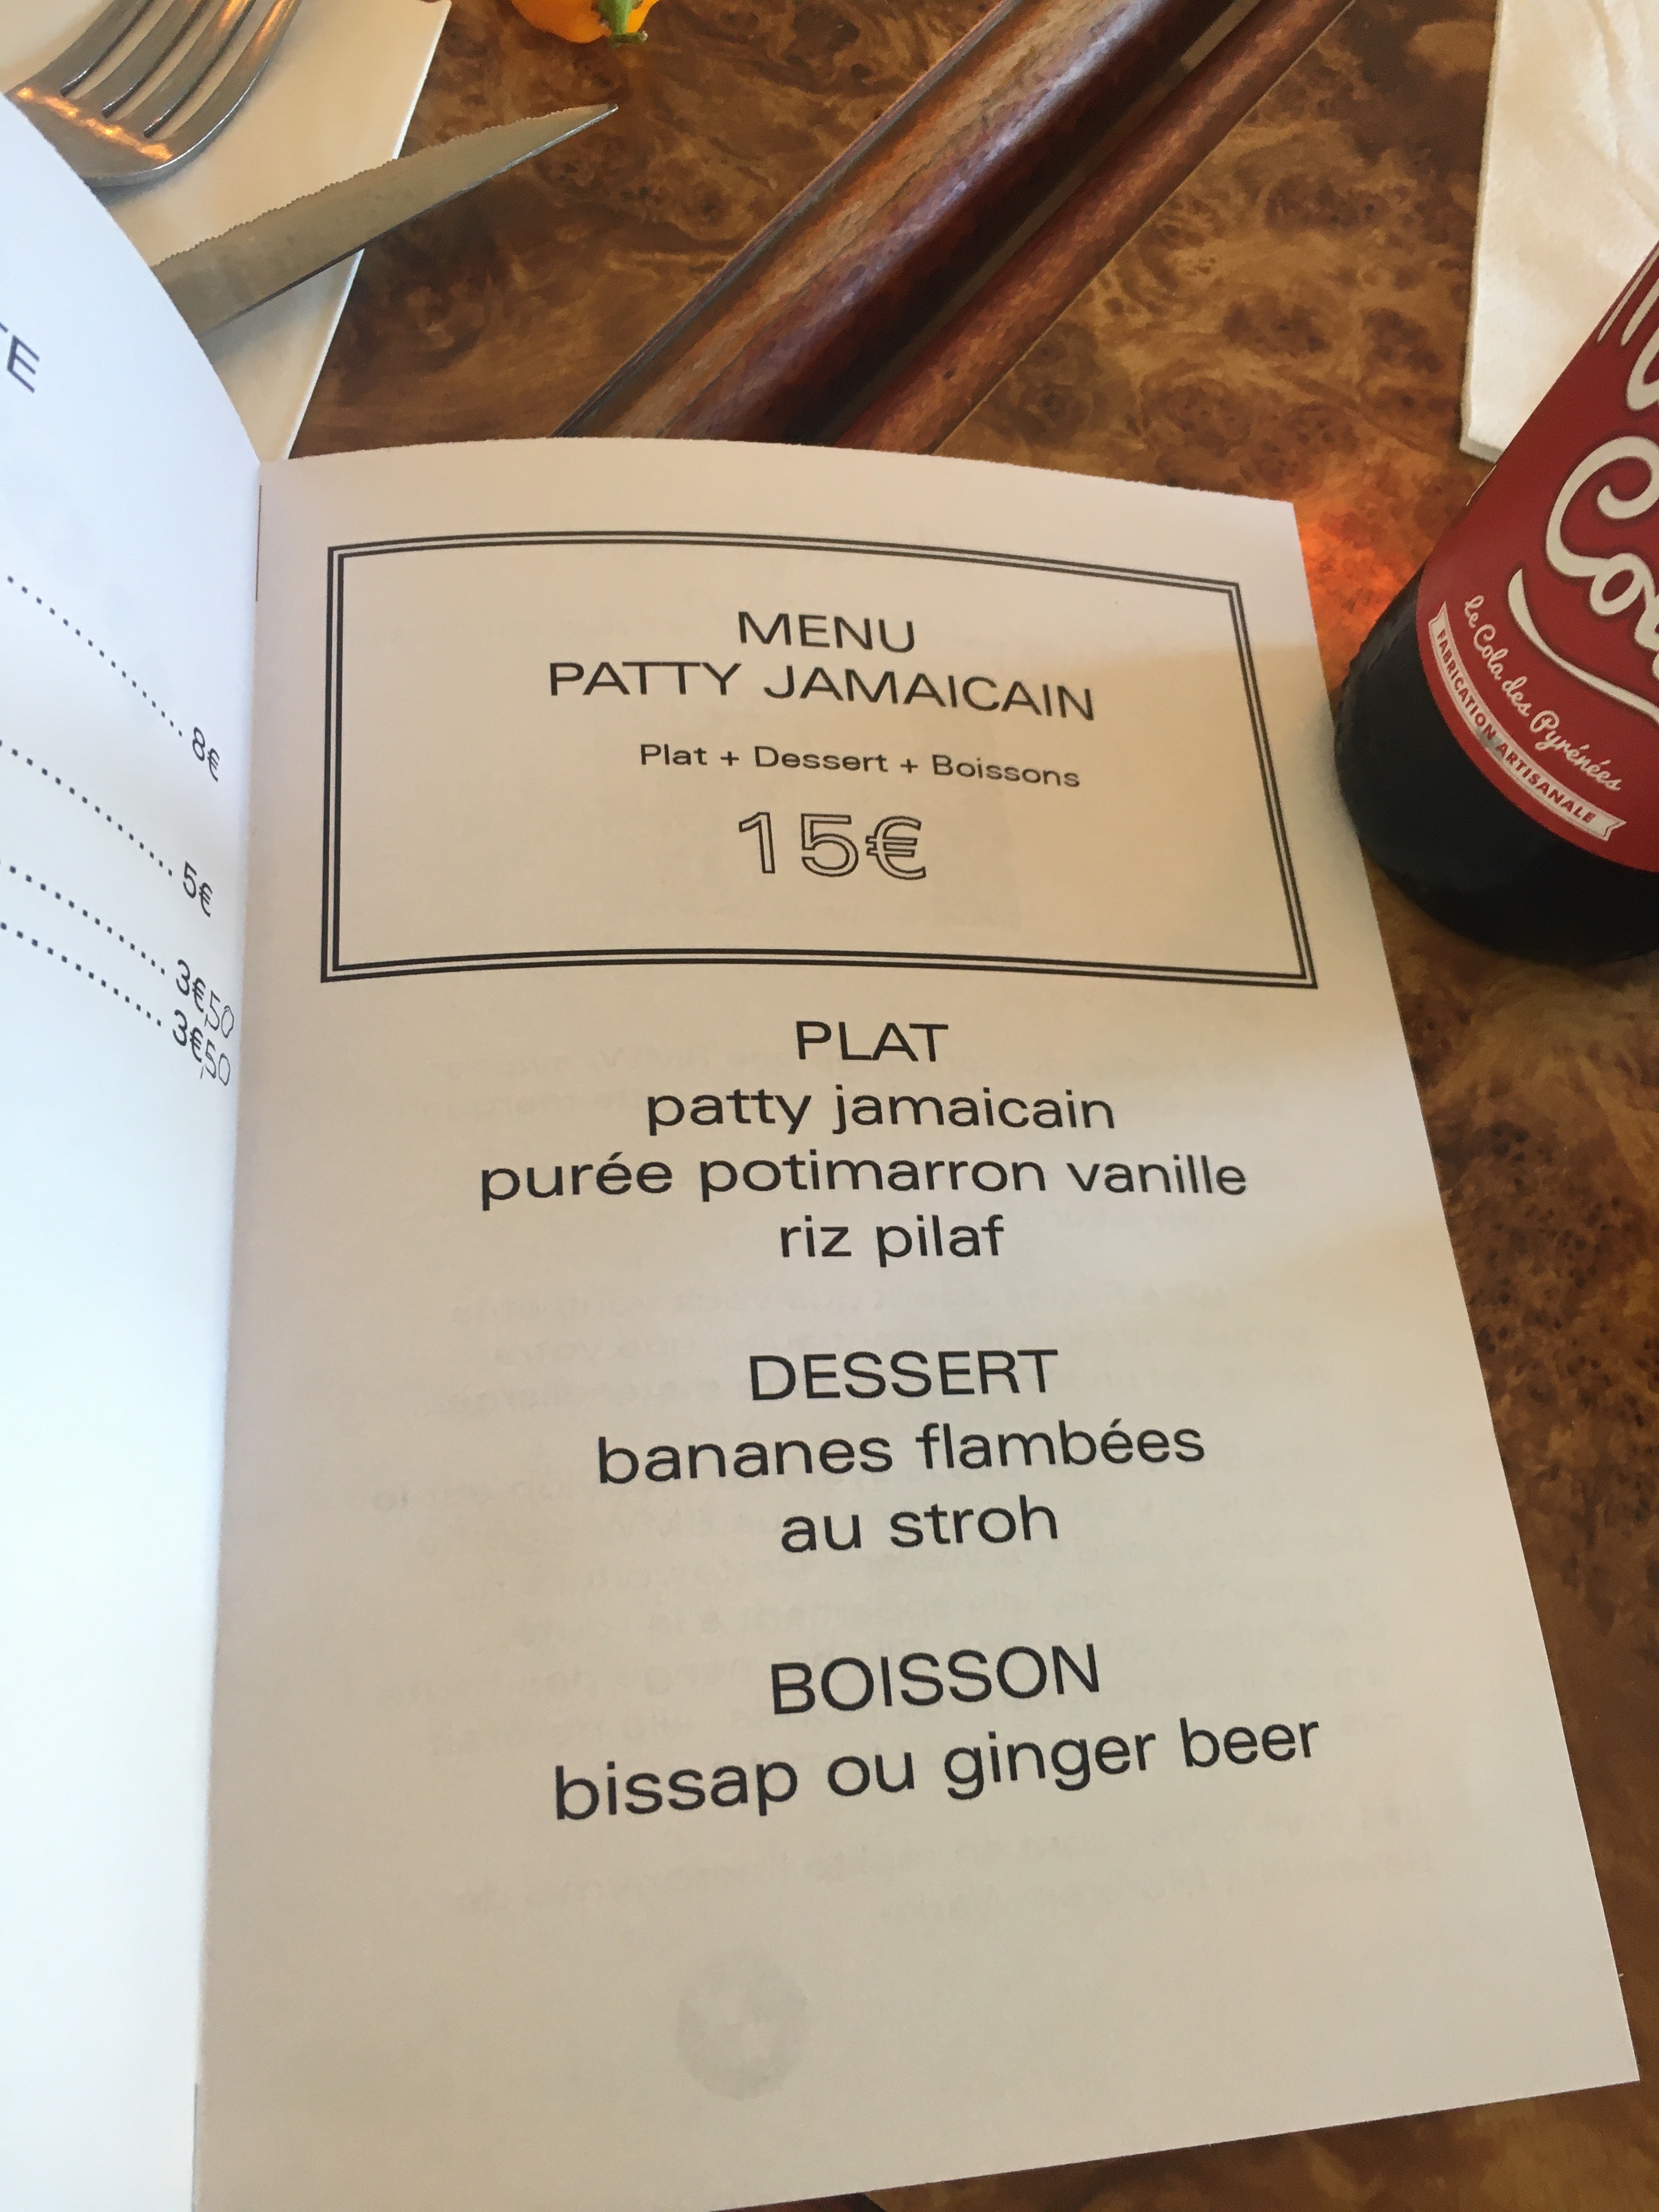 8€
5€
3€50
3€50
MENU
PATTY JAMAICAIN
Plat + Dessert + Boissons
15€
PLAT
patty jamaicain
purée potimarron vanille
riz pilaf
DESSERT
bananes flambées
au stroh
BOISSON
bissap ou ginger beer
le Cola des Pyrénées
FABRICATION ARTISANALE